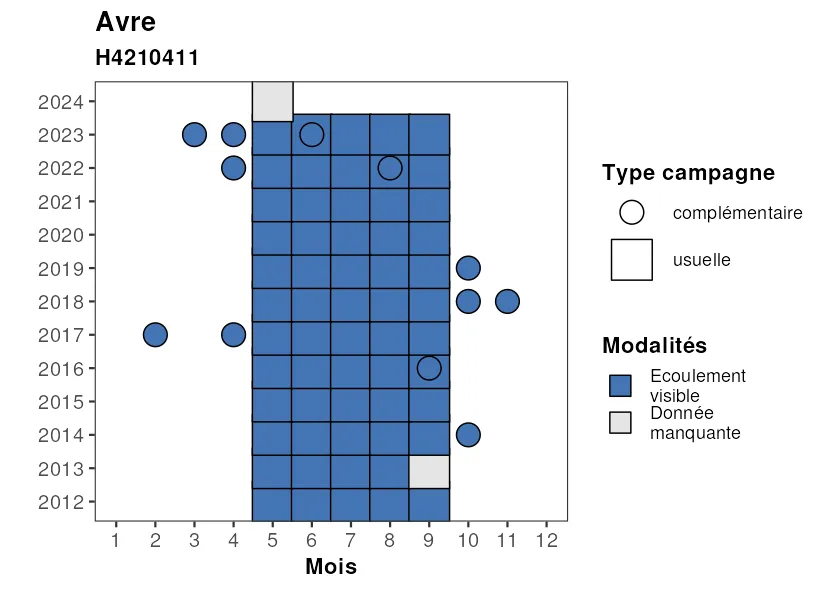 Avre
H4210411
2024
2023
2022
2021
2020
2019
2018
2017
2016
2015
2014
2013
2012
1 2 3 4 5 6 7 8 9 10 11 12
Mois
Type campagne
complémentaire
usuelle
Modalités
Ecoulement
visible
Donnée
manquante